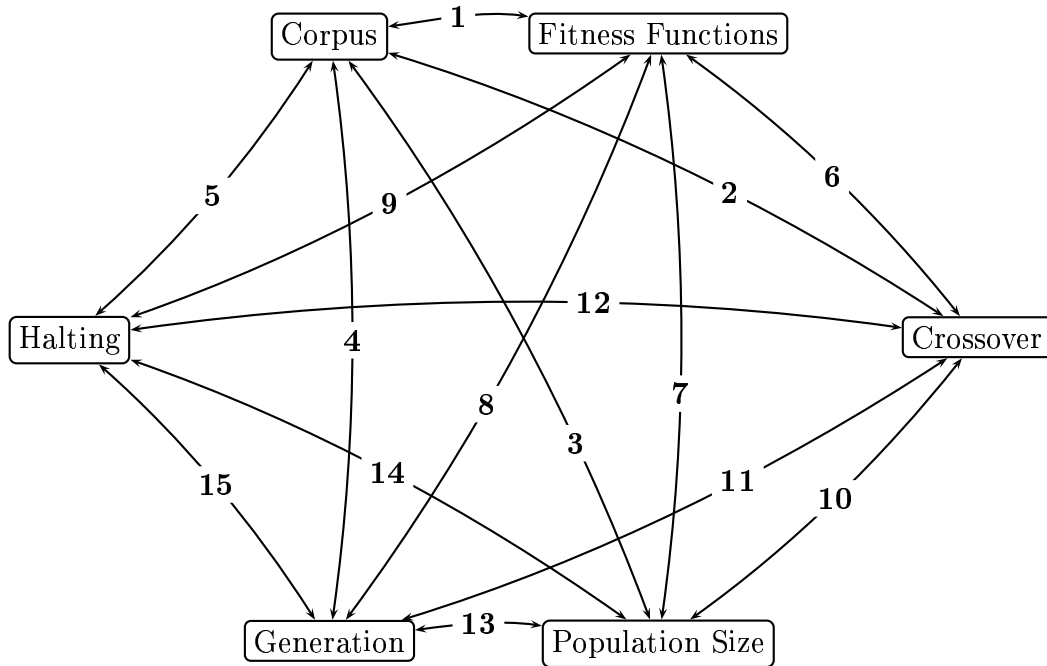 Corpus
1
Fitness Functions
5
9
2
6
12
Halting
4
Crossover
8
7
3
15
14
11
10
Generation
13
Population Size